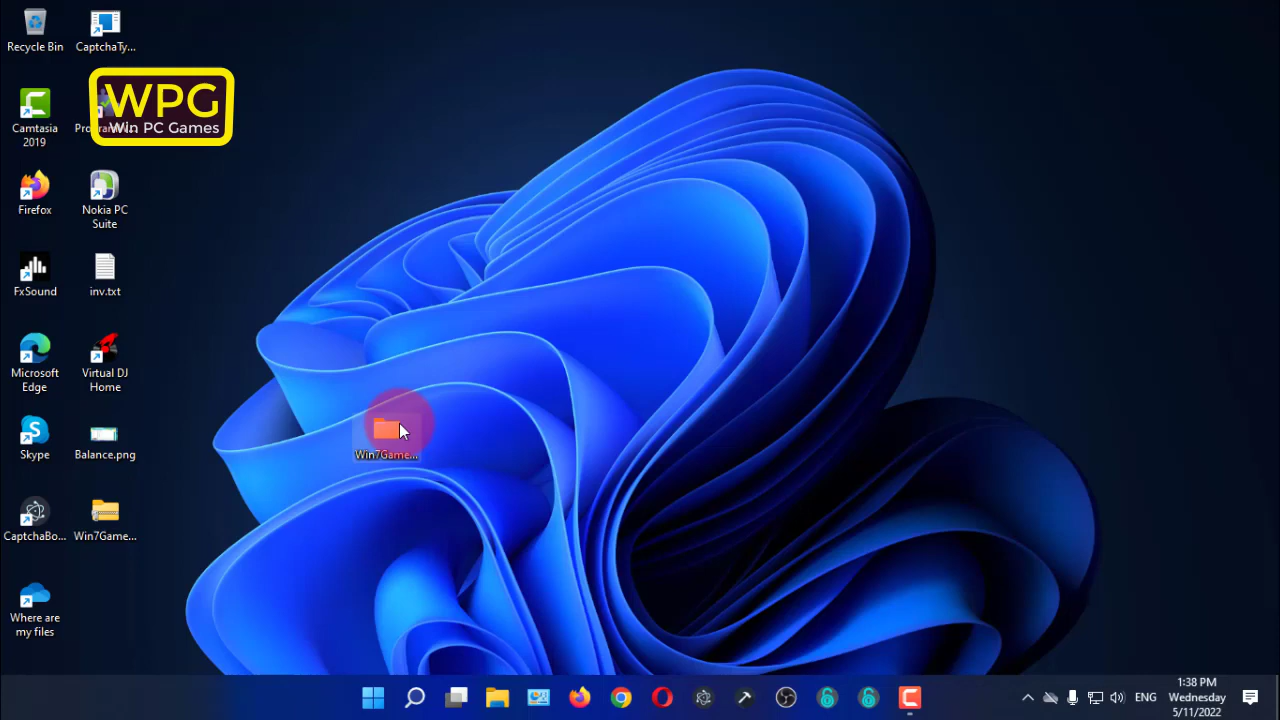 Recycle Bin
CaptchaTy...
WPG
Win PC Games
Camtasia
2019
Firefox
Nokia PC
Suite
FxSound
inv.txt
Microsoft
Edge
Virtual DJ
Home
Skype
Balance.png
Win7Game...
CaptchaBo...
Win7Game...
Where are
my files
ENG
1:38 PM
Wednesday
5/11/2022